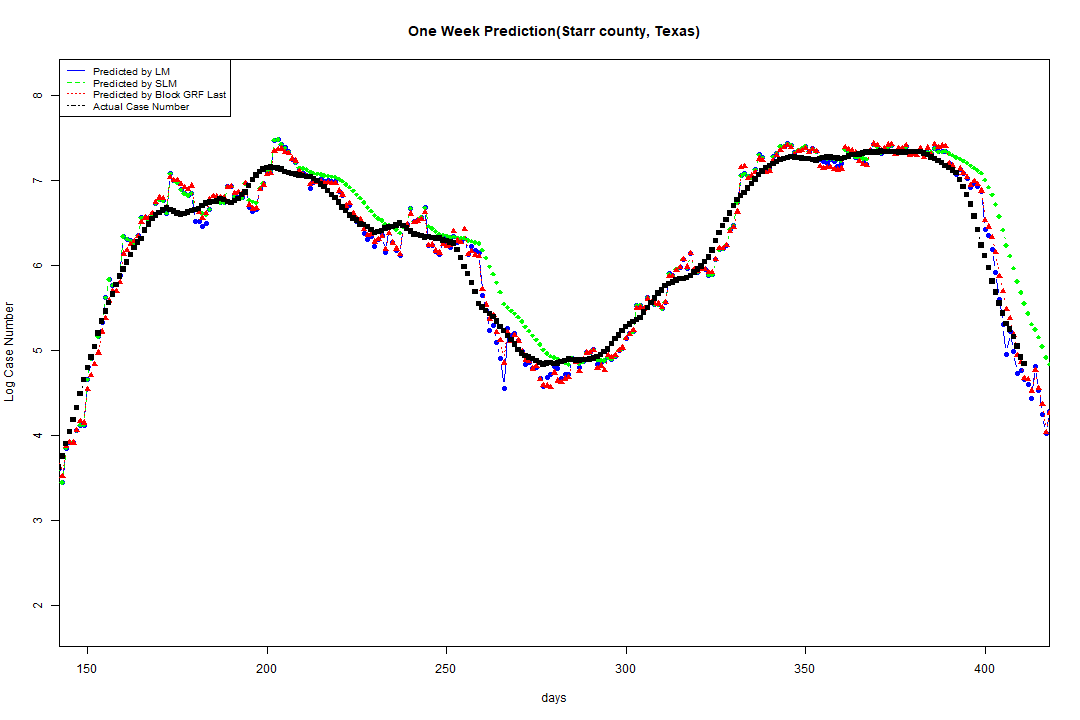 One Week Prediction(Starr county, Texas)
Predicted by LM
Predicted by SLM
Predicted by Block GRF Last
Actual Case Number
8
7
6
5
4
3
2
Log Case Number
150 200 250 300 350 400
days